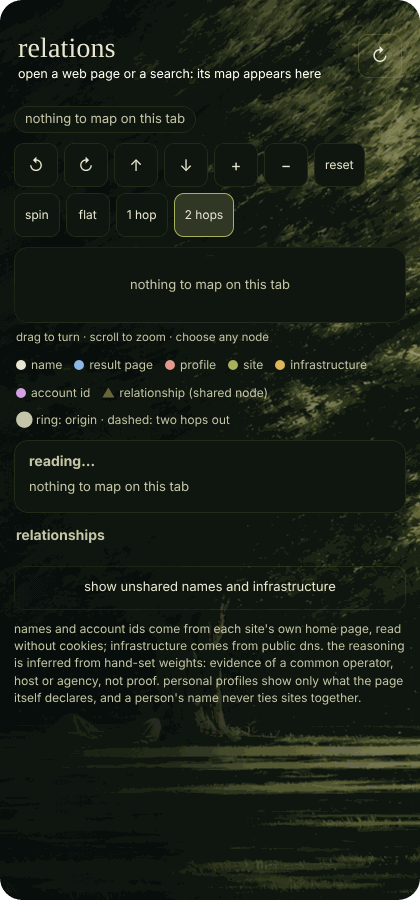 relations
open a web page or a search: its map appears here
nothing to map on this tab
reset
spin flat 1 hop 2 hops
nothing to map on this tab
drag to turn · scroll to zoom · choose any node
name result page profile site infrastructure
account id relationship (shared node)
ring: origin · dashed: two hops out
reading...
nothing to map on this tab
relationships
show unshared names and infrastructure
names and account ids come from each site's own home page, read
without cookies; infrastructure comes from public dns. the reasoning
is inferred from hand-set weights: evidence of a common operator,
host or agency, not proof. personal profiles show only what the page
itself declares, and a person's name never ties sites together.